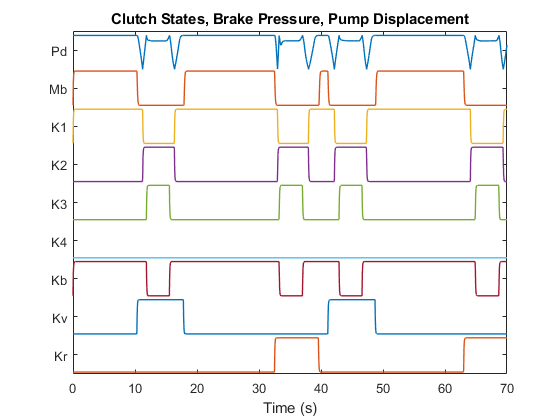 Clutch States, Brake Pressure, Pump Displacement
Pd
Mb
K1
K2
K3
K4
Kb
Kv
Kr
0 10 20 30 40 50 60 70
Time (s)